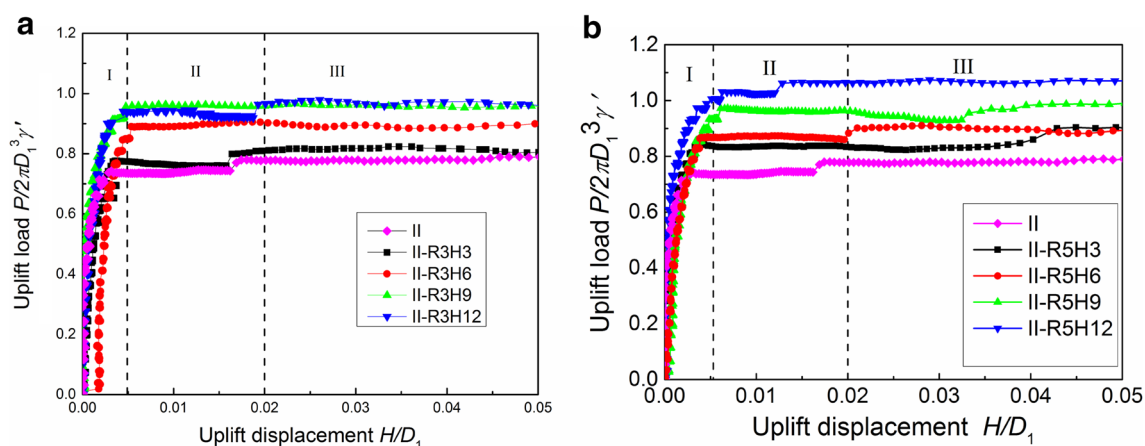 a
I
II
III
1.2
1.0
0.8
0.6
0.4
0.2
0.0
0.00
0.01
0.02
0.03
0.04
0.05
Uplift load P/2πD₁³γ′
Uplift displacement H/D₁
II
II-R3H3
II-R3H6
II-R3H9
II-R3H12
b
I
II
III
1.2
1.0
0.8
0.6
0.4
0.2
0.0
0.00
0.01
0.02
0.03
0.04
0.05
Uplift load P/2πD₁³γ′
Uplift displacement H/D₁
II
II-R5H3
II-R5H6
II-R5H9
II-R5H12